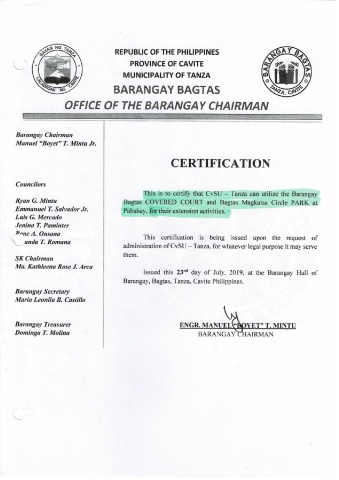 REPUBLIC OF THE PHILIPPINES
PROVINCE OF CAVITE
MUNICIPALITY OF TANZA
BARANGAY BAGTAS
OFFICE OF THE BARANGAY CHAIRMAN
BAYAN NG TANZA
BARANGAY BAGTAS
TANZA, CAVITE
Barangay Chairman
Manuel "Boyet" T. Mintu Jr.
Councilors
Ryan G. Mintu
Emmanuel T. Salvador Jr.
Luis G. Mercado
Jenina T. Paminter
A. Ounana
anda T. Romana
SK Chairman
Ma. Kathleena Rose J. Arca
Barangay Secretary
Maria Leonila B. Castillo
Barangay Treasurer
Dominga T. Molina
CERTIFICATION
This is to certify that CvSU – Tanza can utilize the Barangay
Bagtas COVERED COURT and Bagtas Magkaisa Circle PARK at
Pabahay, for their extension activities.
This certification is being issued upon the request of
administration of CvSU – Tanza, for whatever legal purpose it may serve
them.
Issued this 23rd day of July, 2019, at the Barangay Hall of
Barangay, Bagtas, Tanza, Cavite Philippines.
ENGR. MANUEL "BOYET" T. MINTU
BARANGAY CHAIRMAN